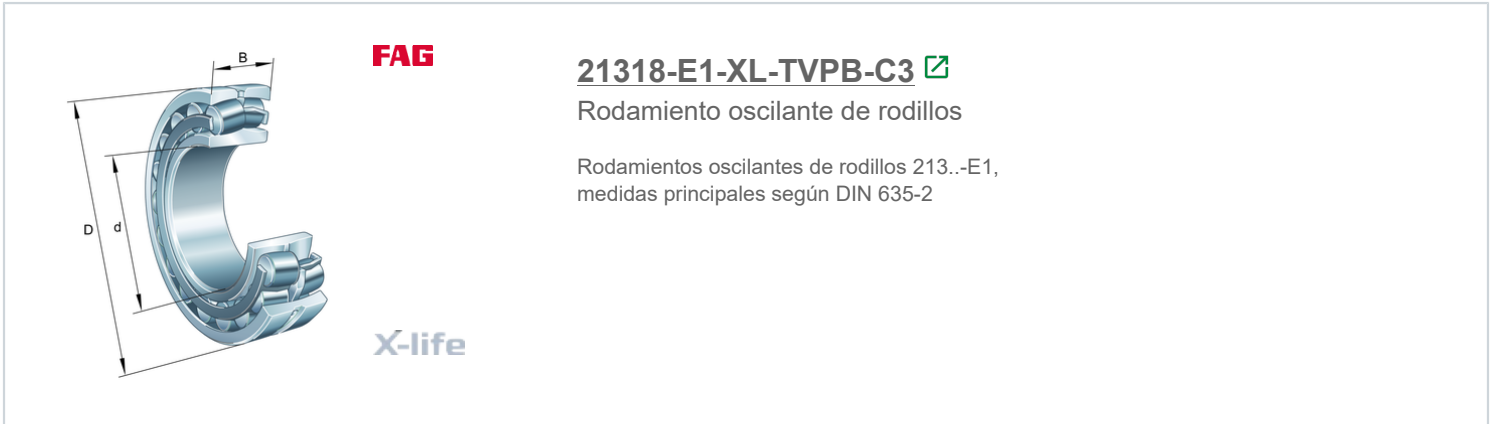 FAG
B
D
d
X-life
21318-E1-XL-TVPB-C3
Rodamiento oscilante de rodillos
Rodamientos oscilantes de rodillos 213..-E1,
medidas principales según DIN 635-2